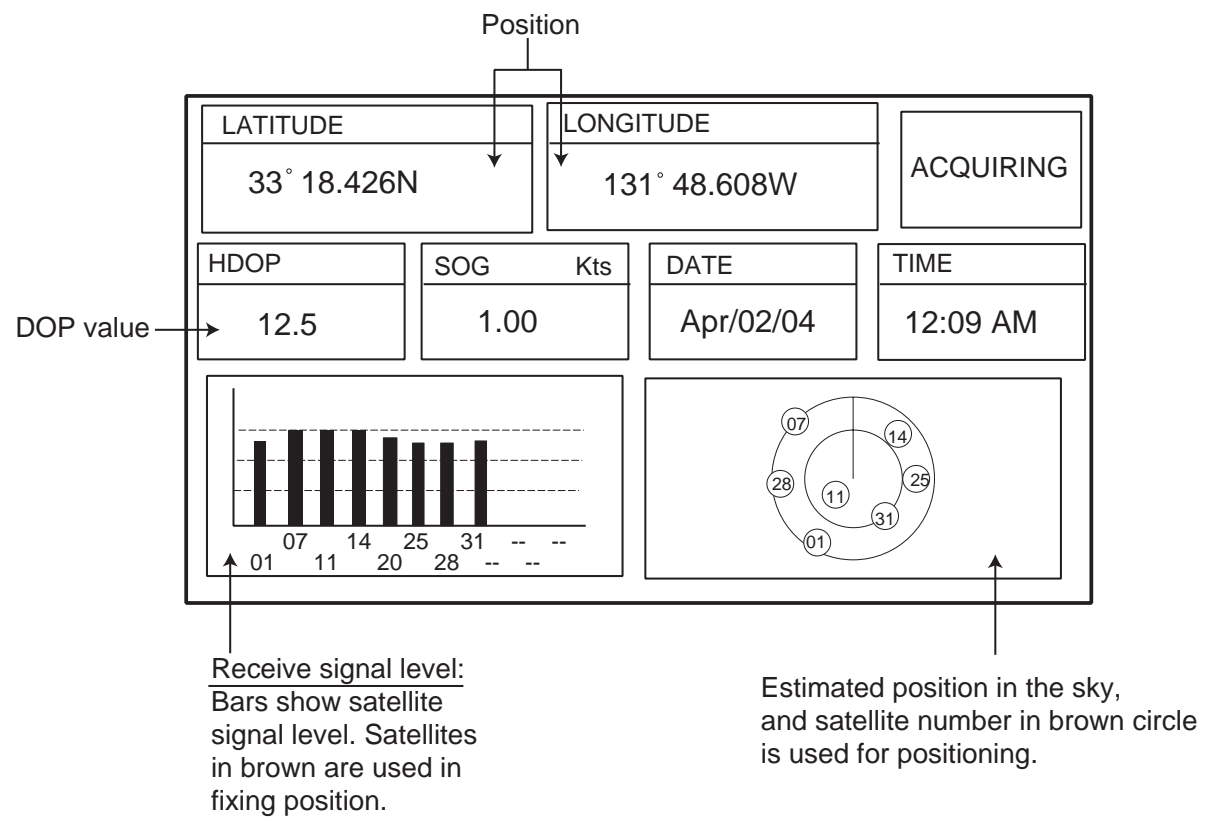 Position
LATITUDE
33° 18.426N
LONGITUDE
131° 48.608W
ACQUIRING
HDOP
12.5
SOG Kts
1.00
DATE
Apr/02/04
TIME
12:09 AM
DOP value
07 14 25 31 -- --
01 11 20 28 -- --
07
14
28
11
25
31
01
Receive signal level:
Bars show satellite
signal level. Satellites
in brown are used in
fixing position.
Estimated position in the sky,
and satellite number in brown circle
is used for positioning.